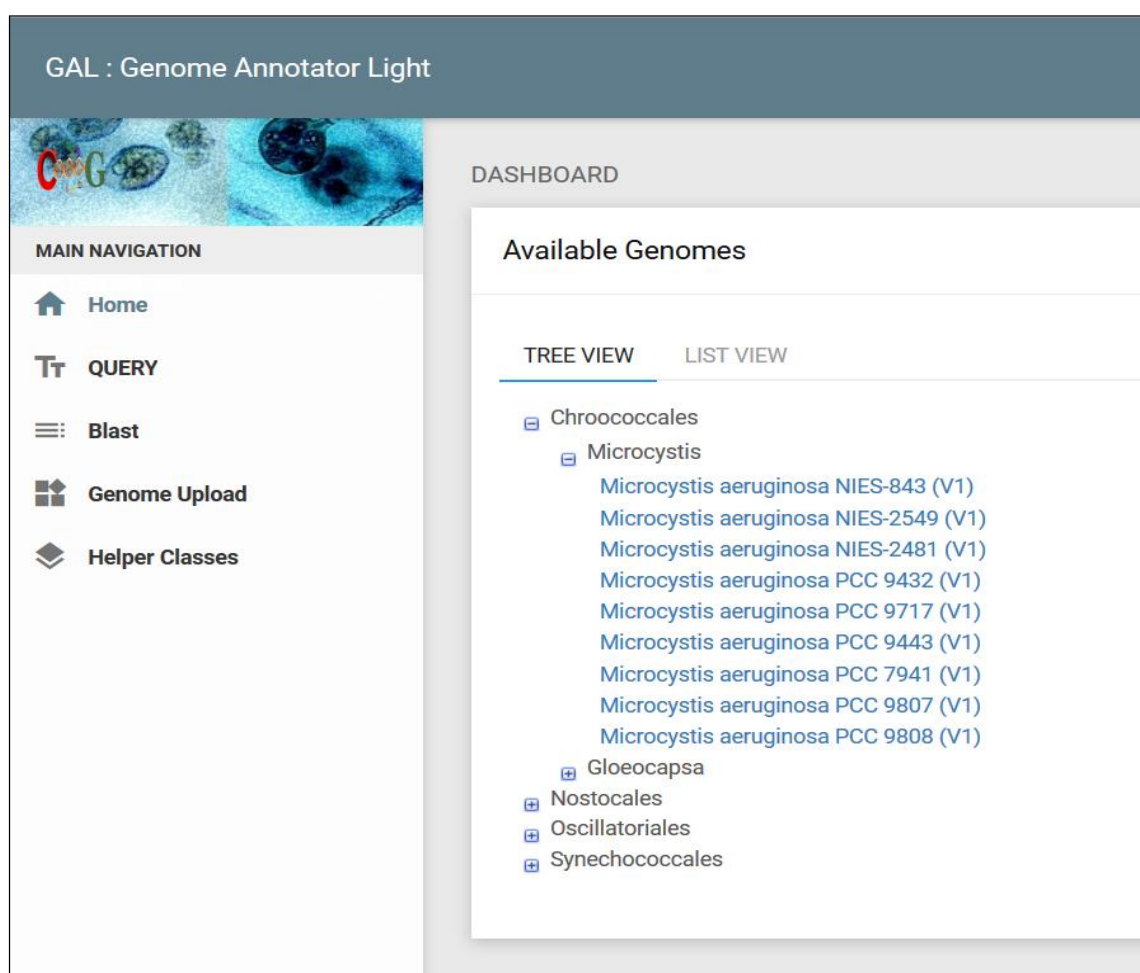 GAL : Genome Annotator Light
MAIN NAVIGATION
Home
QUERY
Blast
Genome Upload
Helper Classes
DASHBOARD
Available Genomes
TREE VIEW LIST VIEW
Chroococcales
Microcystis
Microcystis aeruginosa NIES-843 (V1)
Microcystis aeruginosa NIES-2549 (V1)
Microcystis aeruginosa NIES-2481 (V1)
Microcystis aeruginosa PCC 9432 (V1)
Microcystis aeruginosa PCC 9717 (V1)
Microcystis aeruginosa PCC 9443 (V1)
Microcystis aeruginosa PCC 7941 (V1)
Microcystis aeruginosa PCC 9807 (V1)
Microcystis aeruginosa PCC 9808 (V1)
Gloeocapsa
Nostocales
Oscillatoriales
Synechococcales